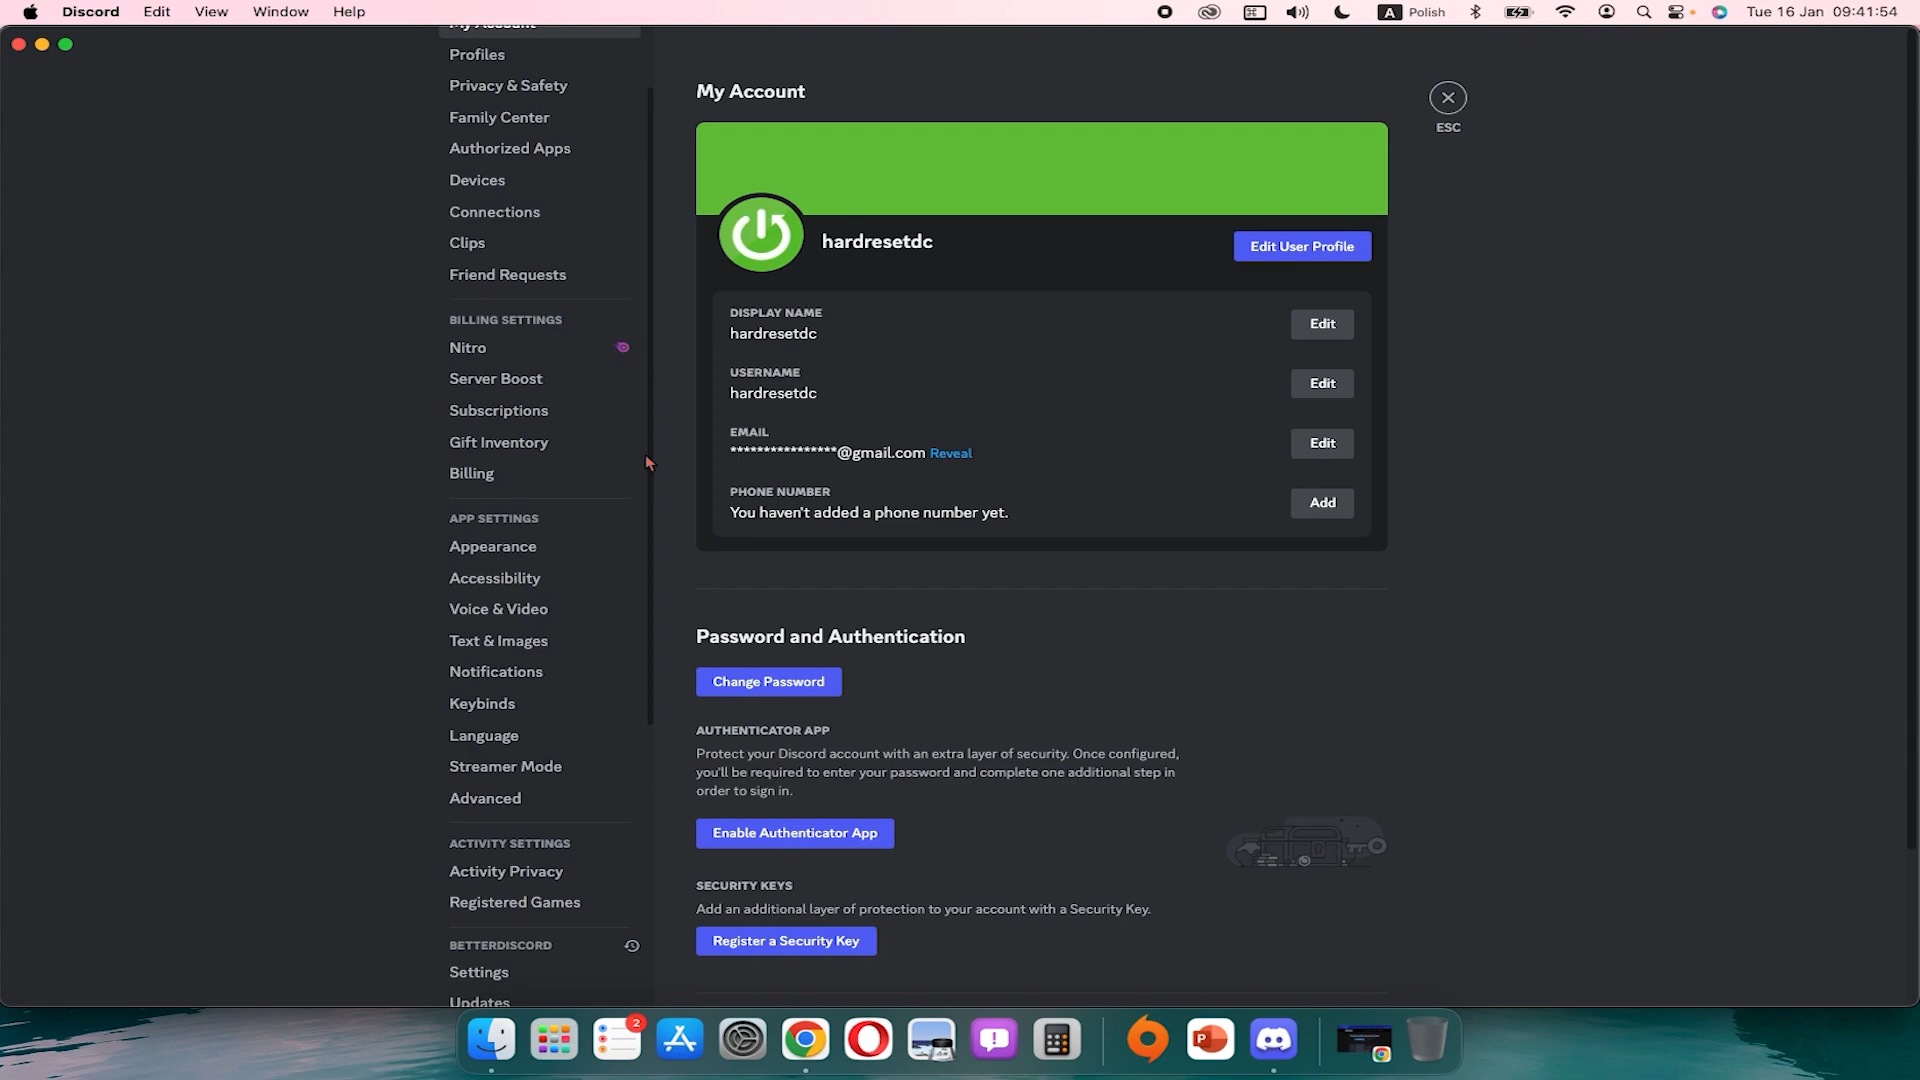 Discord Edit View Window Help
A Polish Tue 16 Jan 09:41:54
My Account
Profiles
Privacy & Safety
Family Center
Authorized Apps
Devices
Connections
Clips
Friend Requests
BILLING SETTINGS
Nitro
Server Boost
Subscriptions
Gift Inventory
Billing
APP SETTINGS
Appearance
Accessibility
Voice & Video
Text & Images
Notifications
Keybinds
Language
Streamer Mode
Advanced
ACTIVITY SETTINGS
Activity Privacy
Registered Games
BETTERDISCORD
Settings
Updates
My Account
ESC
hardresetdc
Edit User Profile
DISPLAY NAME
hardresetdc
Edit
USERNAME
hardresetdc
Edit
EMAIL
****************@gmail.com Reveal
Edit
PHONE NUMBER
You haven't added a phone number yet.
Add
Password and Authentication
Change Password
AUTHENTICATOR APP
Protect your Discord account with an extra layer of security. Once configured,
you'll be required to enter your password and complete one additional step in
order to sign in.
Enable Authenticator App
SECURITY KEYS
Add an additional layer of protection to your account with a Security Key.
Register a Security Key
2
P